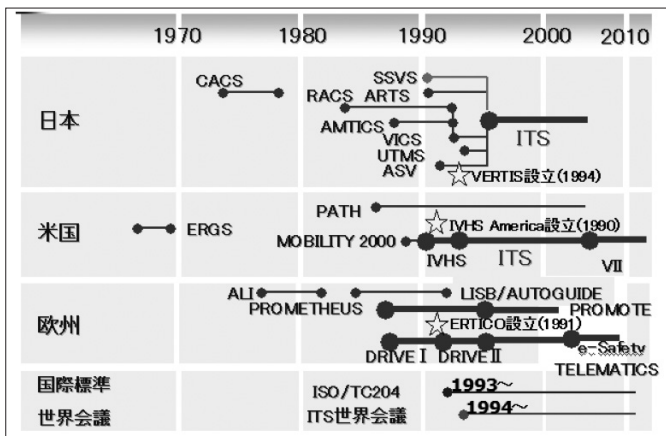 1970 1980 1990 2000 2010
日本
CACS
SSVS
RACS ARTS
AMTICS
VICS
UTMS
ASV
ITS
VERTIS設立(1994)
米国
ERGS
PATH
IVHS America設立(1990)
MOBILITY 2000
IVHS
ITS
VII
欧州
ALI
LISB/AUTOGUIDE
PROMETHEUS
PROMOTE
ERTICO設立(1991)
DRIVE I DRIVE II
e-Safety
TELEMATICS
国際標準
ISO/TC204
1993～
世界会議
ITS世界会議
1994～